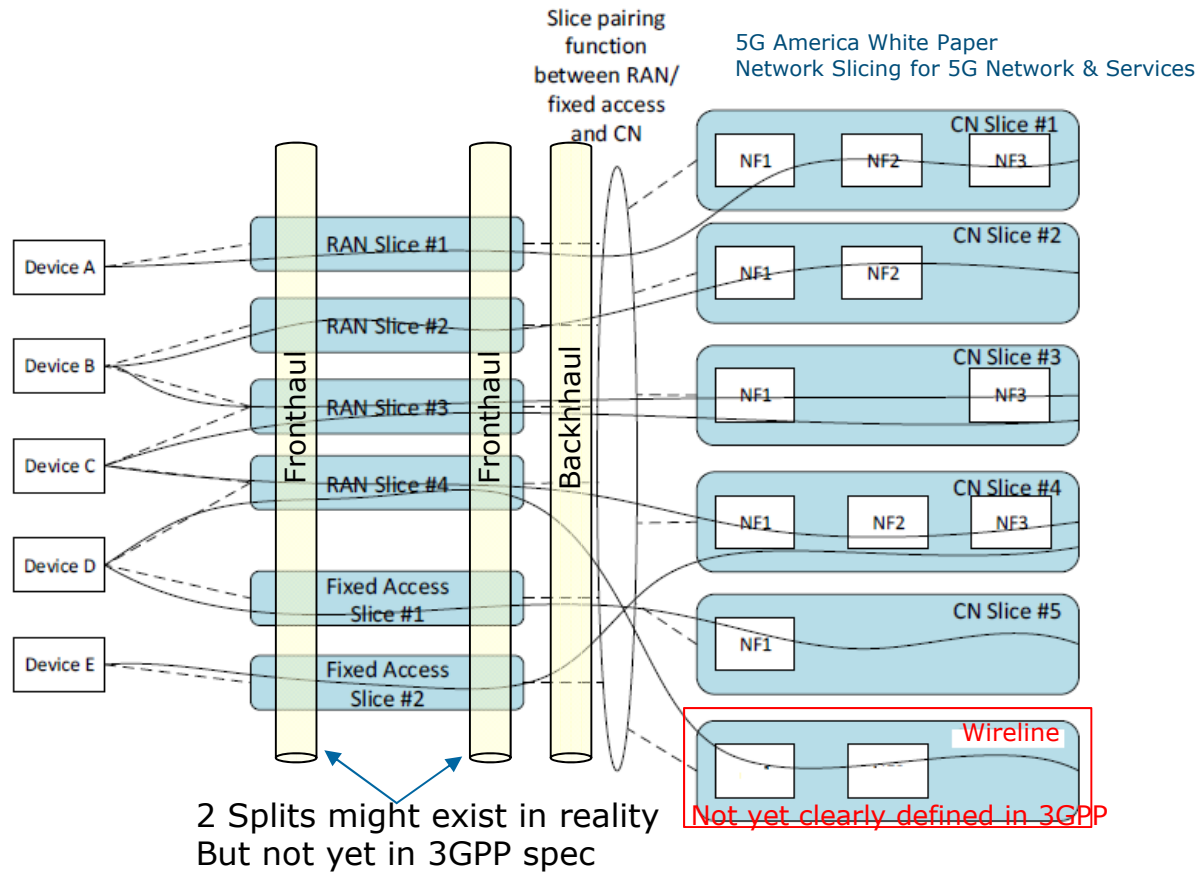 Slice pairing
function
between RAN/
fixed access
and CN
5G America White Paper
Network Slicing for 5G Network & Services
Device A
Device B
Device C
Device D
Device E
RAN Slice #1
RAN Slice #2
RAN Slice #3
RAN Slice #4
Fixed Access
Slice #1
Fixed Access
Slice #2
Fronthaul
Fronthaul
Backhhaul
CN Slice #1
NF1
NF2
NF3
CN Slice #2
NF1
NF2
CN Slice #3
NF1
NF3
CN Slice #4
NF1
NF2
NF3
CN Slice #5
NF1
Wireline
Not yet clearly defined in 3GPP
2 Splits might exist in reality
But not yet in 3GPP spec